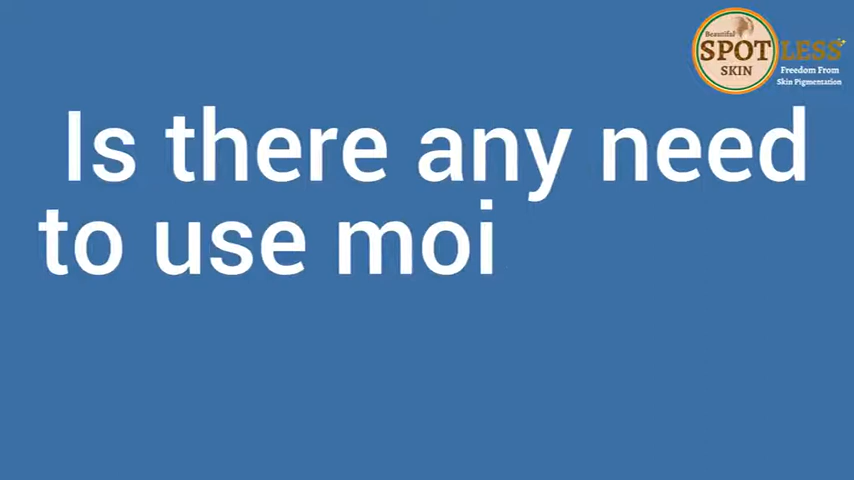 Beautiful
SPOTLESS
SKIN
Freedom From
Skin Pigmentation
Is there any need
to use moi